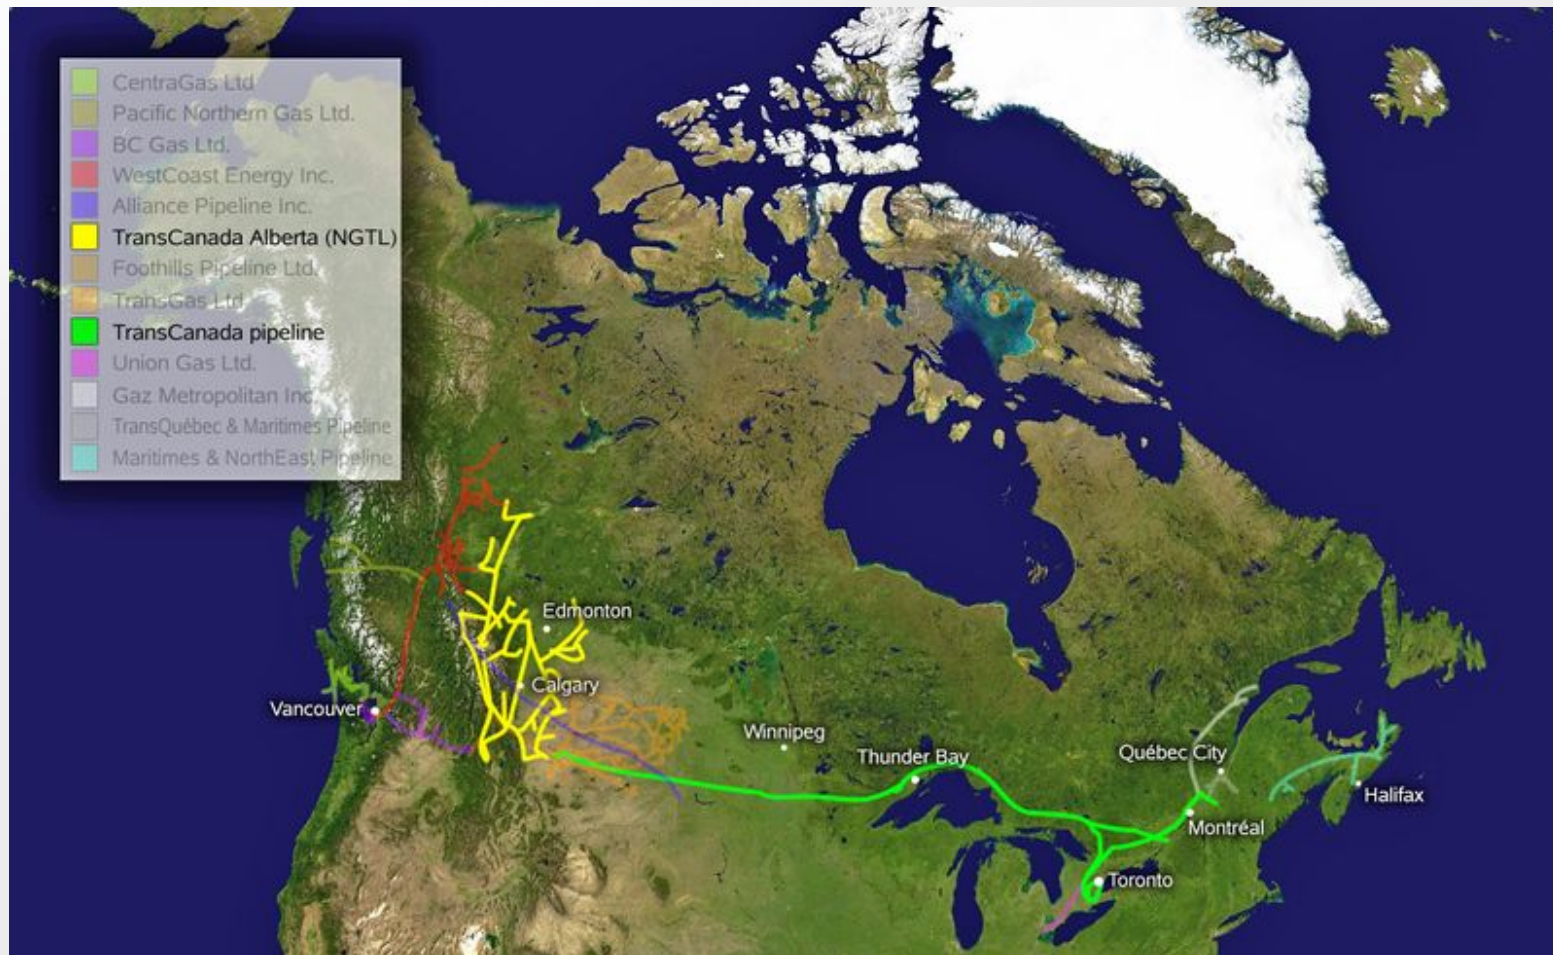 CentraGas Ltd
Pacific Northern Gas Ltd.
BC Gas Ltd.
WestCoast Energy Inc.
Alliance Pipeline Inc.
TransCanada Alberta (NGTL)
Foothills Pipeline Ltd.
TransGas Ltd
TransCanada pipeline
Union Gas Ltd.
Gaz Metropolitan Inc.
TransQuébec & Maritimes Pipeline
Maritimes & NorthEast Pipeline
Edmonton
Calgary
Vancouver
Winnipeg
Thunder Bay
Québec City
Halifax
Montréal
Toronto